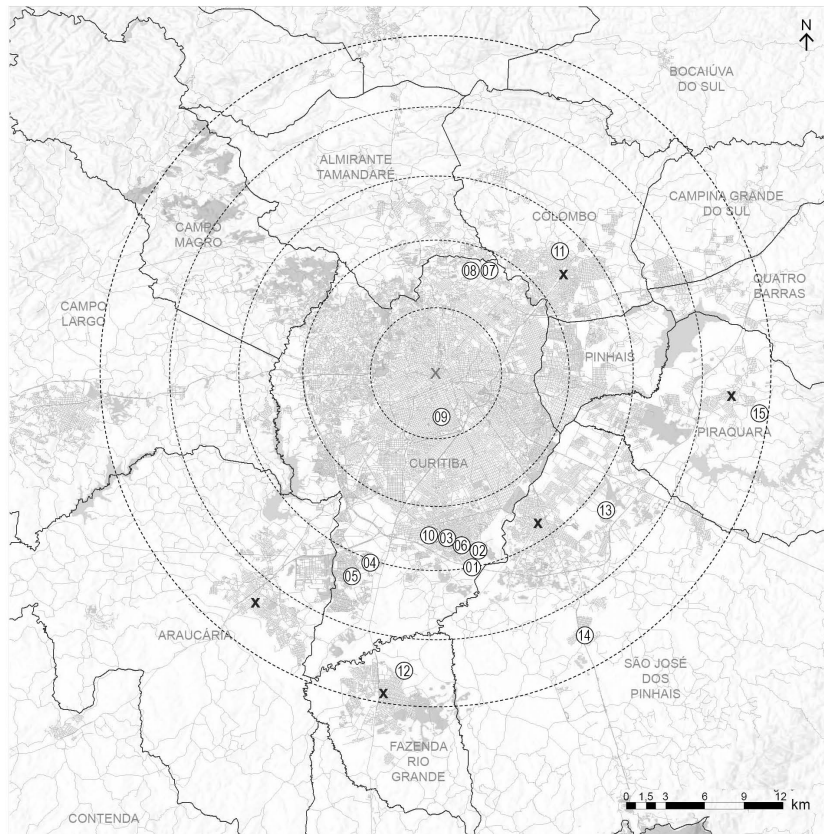 N
BOCAIÚVA
DO SUL
ALMIRANTE
TAMANDARÉ
CAMPINA GRANDE
DO SUL
COLOMBO
CAMPO
MAGRO
11
08 07
x
QUATRO
BARRAS
CAMPO
LARGO
PINHAIS
X
x
15
09
PIRAQUARA
CURITIBA
13
x
10 03 06 02
01
04
05
x
ARAUCÁRIA
14
12
SÃO JOSÉ
DOS
PINHAIS
x
FAZENDA
RIO
GRANDE
0 1,5 3 6 9 12
km
CONTENDA